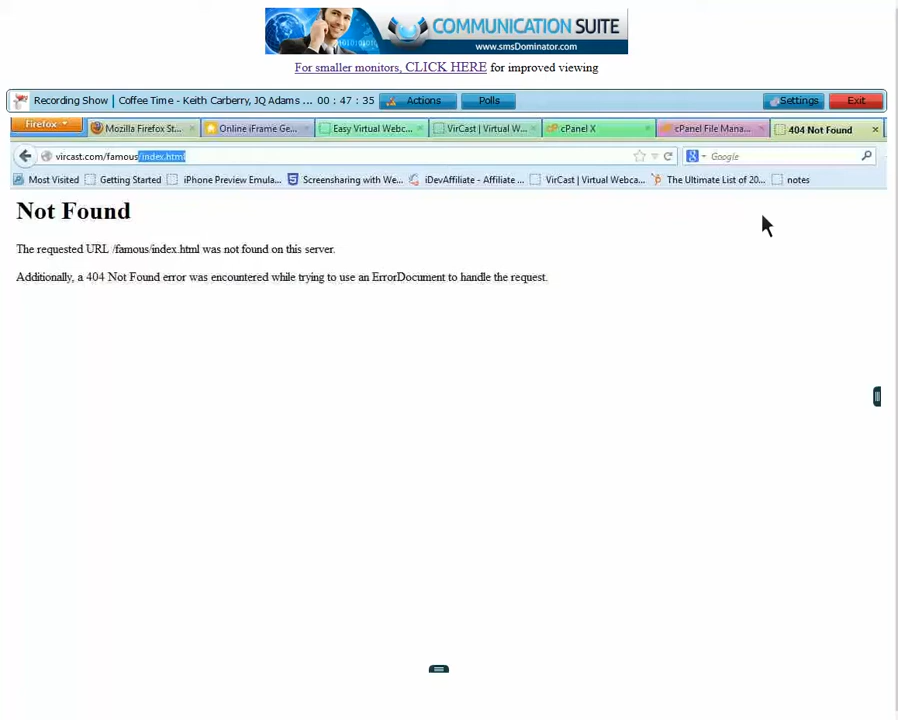 COMMUNICATION SUITE
www.smsDominator.com
For smaller monitors, CLICK HERE for improved viewing
Recording Show | Coffee Time - Keith Carberry, JQ Adams ... 00 : 47 : 35 Actions Polls Settings Exit
Firefox Mozilla Firefox St... Online iFrame Ge... Easy Virtual Webc... VirCast | Virtual W... cPanel X cPanel File Mana... 404 Not Found
vircast.com/famous/index.html Google
Most Visited Getting Started iPhone Preview Emula... Screensharing with We... iDevAffiliate - Affiliate ... VirCast | Virtual Webca... The Ultimate List of 20... notes
Not Found
The requested URL /famous/index.html was not found on this server.
Additionally, a 404 Not Found error was encountered while trying to use an ErrorDocument to handle the request.